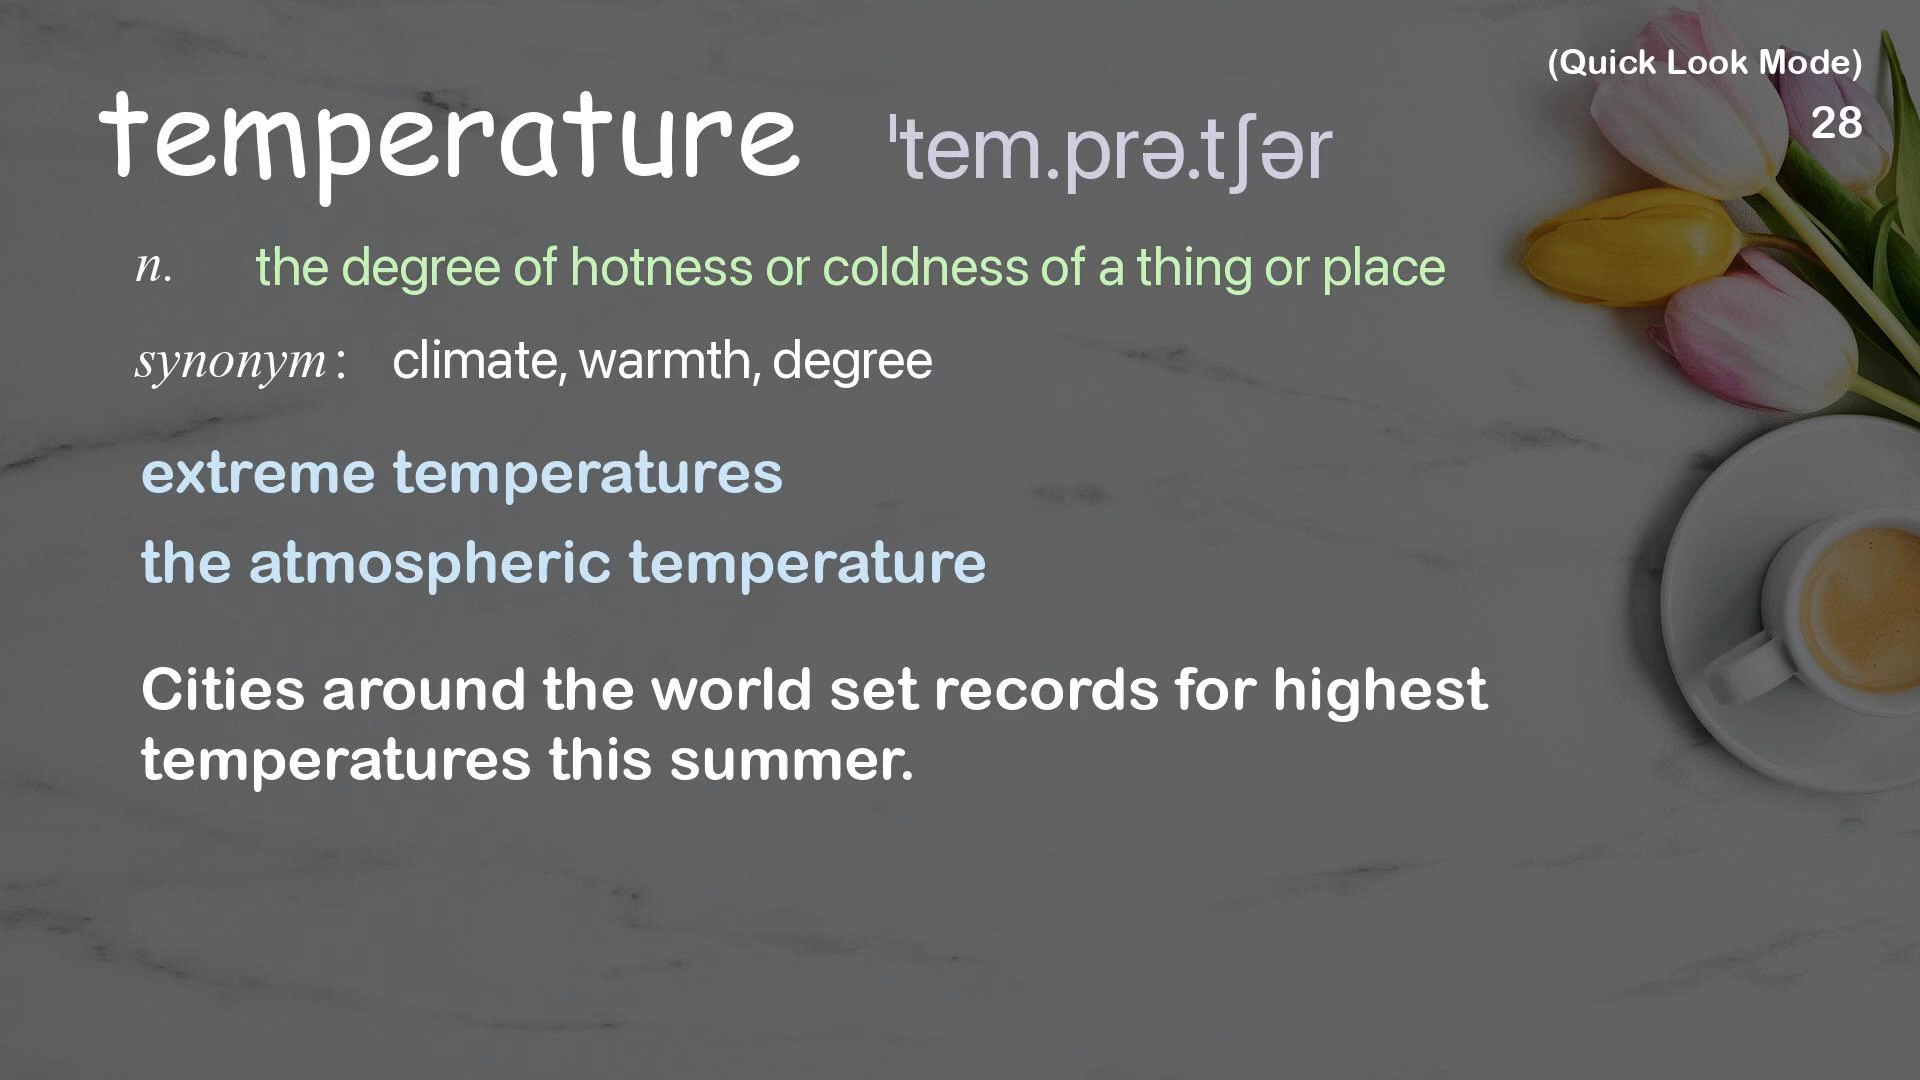 (Quick Look Mode)
28
temperature ˈtem.prə.tʃər
n. the degree of hotness or coldness of a thing or place
synonym: climate, warmth, degree
extreme temperatures
the atmospheric temperature
Cities around the world set records for highest
temperatures this summer.